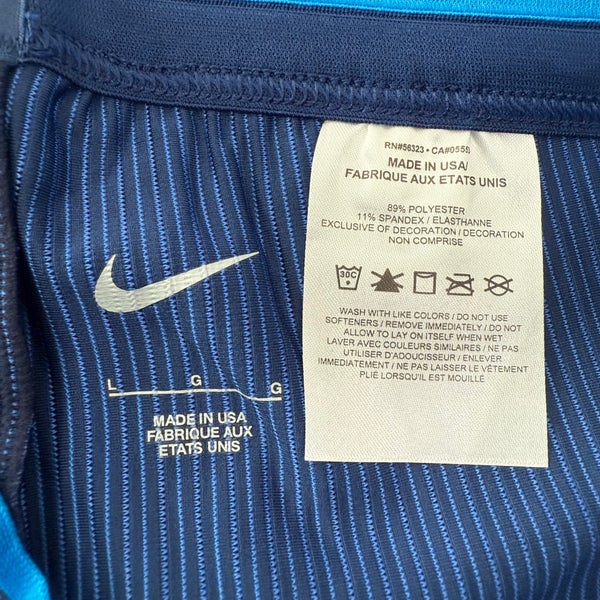 RN#56323 • CA#05553
MADE IN USA/
FABRIQUE AUX ETATS UNIS
89% POLYESTER
11% SPANDEX / ELASTHANNE
EXCLUSIVE OF DECORATION / DECORATION
NON COMPRISE
30C
WASH WITH LIKE COLORS / DO NOT USE
SOFTENERS / REMOVE IMMEDIATELY / DO NOT
ALLOW TO LAY ON ITSELF WHEN WET
LAVER AVEC COULEURS SIMILAIRES / NE PAS
UTILISER D'ADOUCISSEUR / ENLEVER
IMMÉDIATEMENT / NE PAS LAISSER LE VÊTEMENT
PLIÉ LORSQU'IL EST MOUILLÉ
L G G
MADE IN USA
FABRIQUE AUX
ETATS UNIS